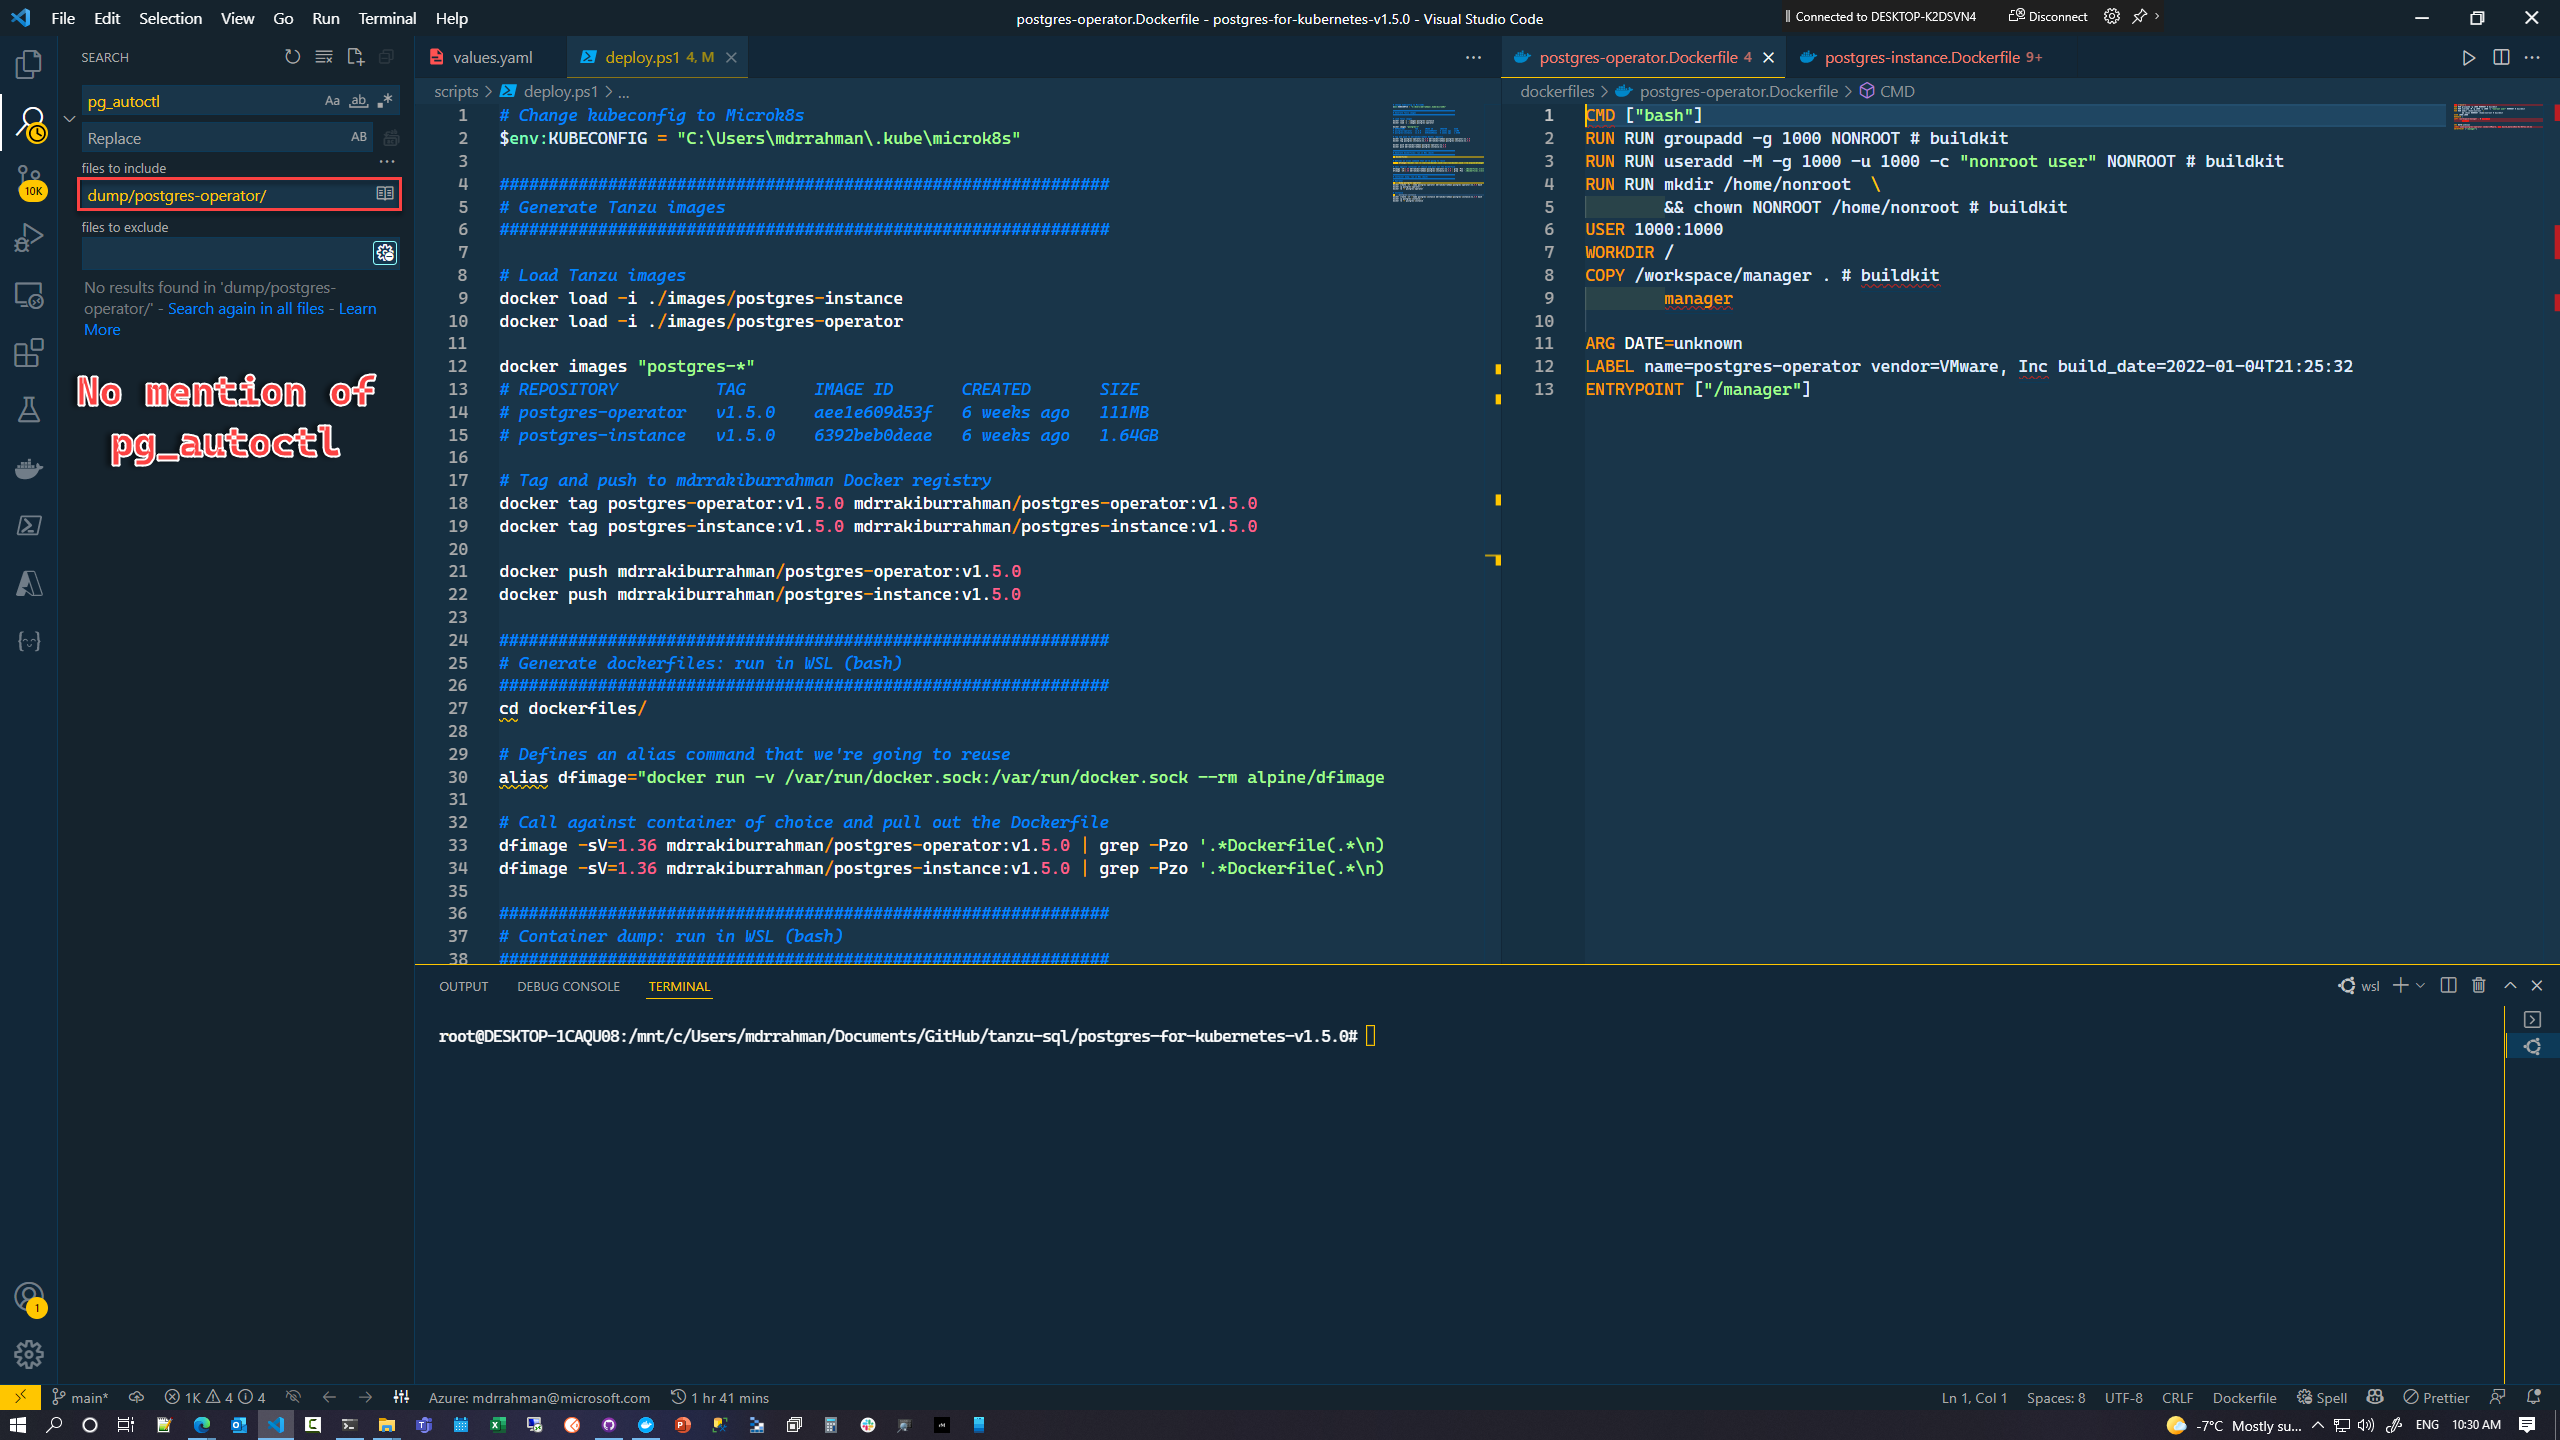 File Edit Selection View Go Run Terminal Help
postgres-operator.Dockerfile - postgres-for-kubernetes-v1.5.0 - Visual Studio Code
Connected to DESKTOP-K2DSVN4 Disconnect
SEARCH
pg_autoctl
Aa ab
Replace
AB
files to include
dump/postgres-operator/
files to exclude
No results found in 'dump/postgres-
operator/' - Search again in all files - Learn
More
No mention of
pg_autoctl
10K
1
values.yaml
deploy.ps1 4, M
scripts > deploy.ps1 > ...
1 # Change kubeconfig to Microk8s
2 $env:KUBECONFIG = "C:\Users\mdrrahman\.kube\microk8s"
3
4 ##############################################################
5 # Generate Tanzu images
6 ##############################################################
7
8 # Load Tanzu images
9 docker load -i ./images/postgres-instance
10 docker load -i ./images/postgres-operator
11
12 docker images "postgres-*"
13 # REPOSITORY TAG IMAGE ID CREATED SIZE
14 # postgres-operator v1.5.0 aee1e609d53f 6 weeks ago 111MB
15 # postgres-instance v1.5.0 6392beb0deae 6 weeks ago 1.64GB
16
17 # Tag and push to mdrrakiburrahman Docker registry
18 docker tag postgres-operator:v1.5.0 mdrrakiburrahman/postgres-operator:v1.5.0
19 docker tag postgres-instance:v1.5.0 mdrrakiburrahman/postgres-instance:v1.5.0
20
21 docker push mdrrakiburrahman/postgres-operator:v1.5.0
22 docker push mdrrakiburrahman/postgres-instance:v1.5.0
23
24 ##############################################################
25 # Generate dockerfiles: run in WSL (bash)
26 ##############################################################
27 cd dockerfiles/
28
29 # Defines an alias command that we're going to reuse
30 alias dfimage="docker run -v /var/run/docker.sock:/var/run/docker.sock --rm alpine/dfimage
31
32 # Call against container of choice and pull out the Dockerfile
33 dfimage -sV=1.36 mdrrakiburrahman/postgres-operator:v1.5.0 | grep -Pzo '.*Dockerfile(.*\n)
34 dfimage -sV=1.36 mdrrakiburrahman/postgres-instance:v1.5.0 | grep -Pzo '.*Dockerfile(.*\n)
35
36 ##############################################################
37 # Container dump: run in WSL (bash)
38 ##############################################################
postgres-operator.Dockerfile 4
postgres-instance.Dockerfile 9+
dockerfiles > postgres-operator.Dockerfile > CMD
1 CMD ["bash"]
2 RUN RUN groupadd -g 1000 NONROOT # buildkit
3 RUN RUN useradd -M -g 1000 -u 1000 -c "nonroot user" NONROOT # buildkit
4 RUN RUN mkdir /home/nonroot \
5 && chown NONROOT /home/nonroot # buildkit
6 USER 1000:1000
7 WORKDIR /
8 COPY /workspace/manager . # buildkit
9 manager
10
11 ARG DATE=unknown
12 LABEL name=postgres-operator vendor=VMware, Inc build_date=2022-01-04T21:25:32
13 ENTRYPOINT ["/manager"]
OUTPUT DEBUG CONSOLE TERMINAL
wsl
root@DESKTOP-1CAQU08:/mnt/c/Users/mdrrahman/Documents/GitHub/tanzu-sql/postgres-for-kubernetes-v1.5.0#
main* 1K 4 4 Azure: mdrrahman@microsoft.com 1 hr 41 mins
Ln 1, Col 1 Spaces: 8 UTF-8 CRLF Dockerfile Spell Prettier
-7°C Mostly su... ENG 10:30 AM